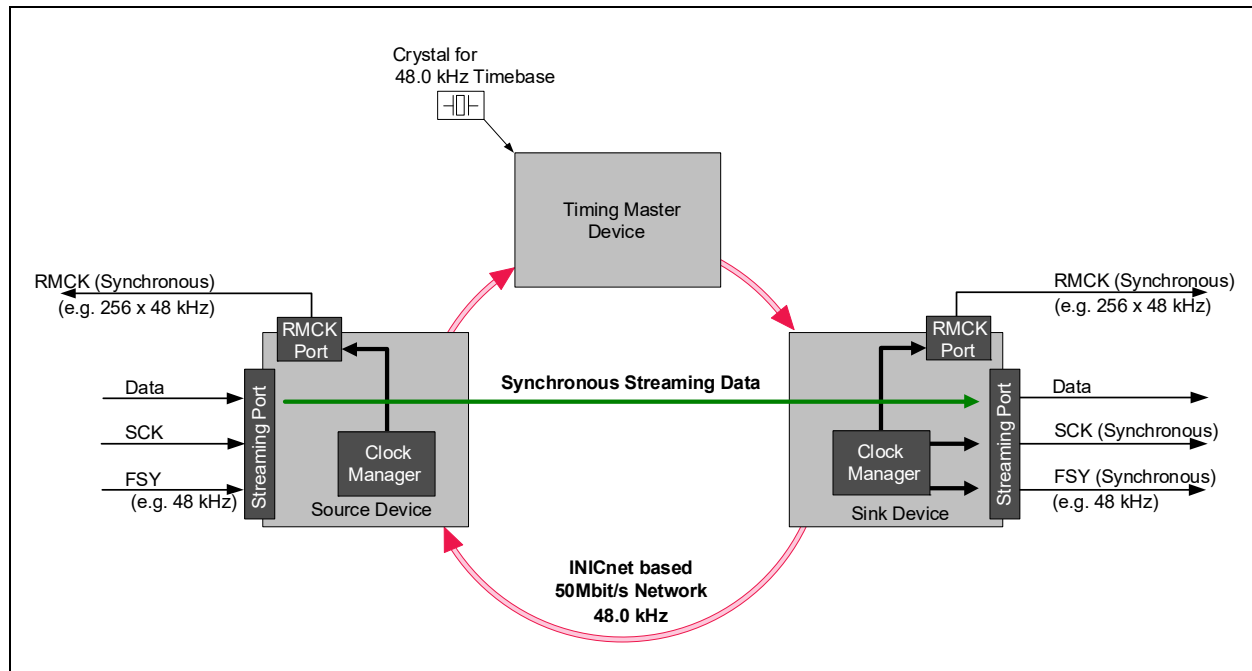 Crystal for
48.0 kHz Timebase
Timing Master
Device
RMCK (Synchronous)
(e.g. 256 x 48 kHz)
RMCK
Port
Data
SCK
FSY
(e.g. 48 kHz)
Streaming Port
Clock
Manager
Source Device
Synchronous Streaming Data
RMCK (Synchronous)
(e.g. 256 x 48 kHz)
RMCK
Port
Clock
Manager
Sink Device
Streaming Port
Data
SCK (Synchronous)
FSY (Synchronous)
(e.g. 48 kHz)
INICnet based
50Mbit/s Network
48.0 kHz